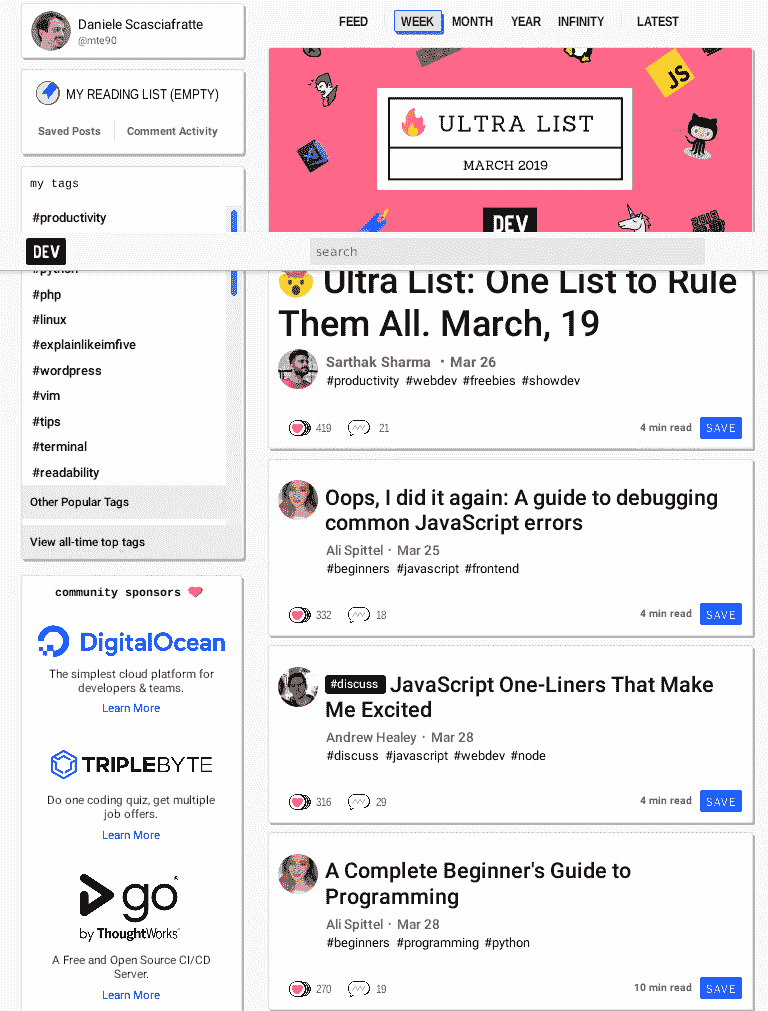 Daniele Scasciafratte
@mte90
MY READING LIST (EMPTY)
Saved Posts
Comment Activity
my tags
#productivity
DEV
search
#python
#php
#linux
#explainlikeimfive
#wordpress
#vim
#tips
#terminal
#readability
Other Popular Tags
View all-time top tags
community sponsors
DigitalOcean
The simplest cloud platform for
developers & teams.
Learn More
TRIPLEBYTE
Do one coding quiz, get multiple
job offers.
Learn More
go
by ThoughtWorks
A Free and Open Source CI/CD
Server.
Learn More
FEED WEEK MONTH YEAR INFINITY LATEST
JS
ULTRA LIST
MARCH 2019
DEV
Ultra List: One List to Rule
Them All. March, 19
Sarthak Sharma ・ Mar 26
#productivity #webdev #freebies #showdev
419 21 4 min read SAVE
Oops, I did it again: A guide to debugging
common JavaScript errors
Ali Spittel・Mar 25
#beginners #javascript #frontend
332 18 4 min read SAVE
#discuss JavaScript One-Liners That Make
Me Excited
Andrew Healey・Mar 28
#discuss #javascript #webdev #node
316 29 4 min read SAVE
A Complete Beginner's Guide to
Programming
Ali Spittel・Mar 28
#beginners #programming #python
270 19 10 min read SAVE